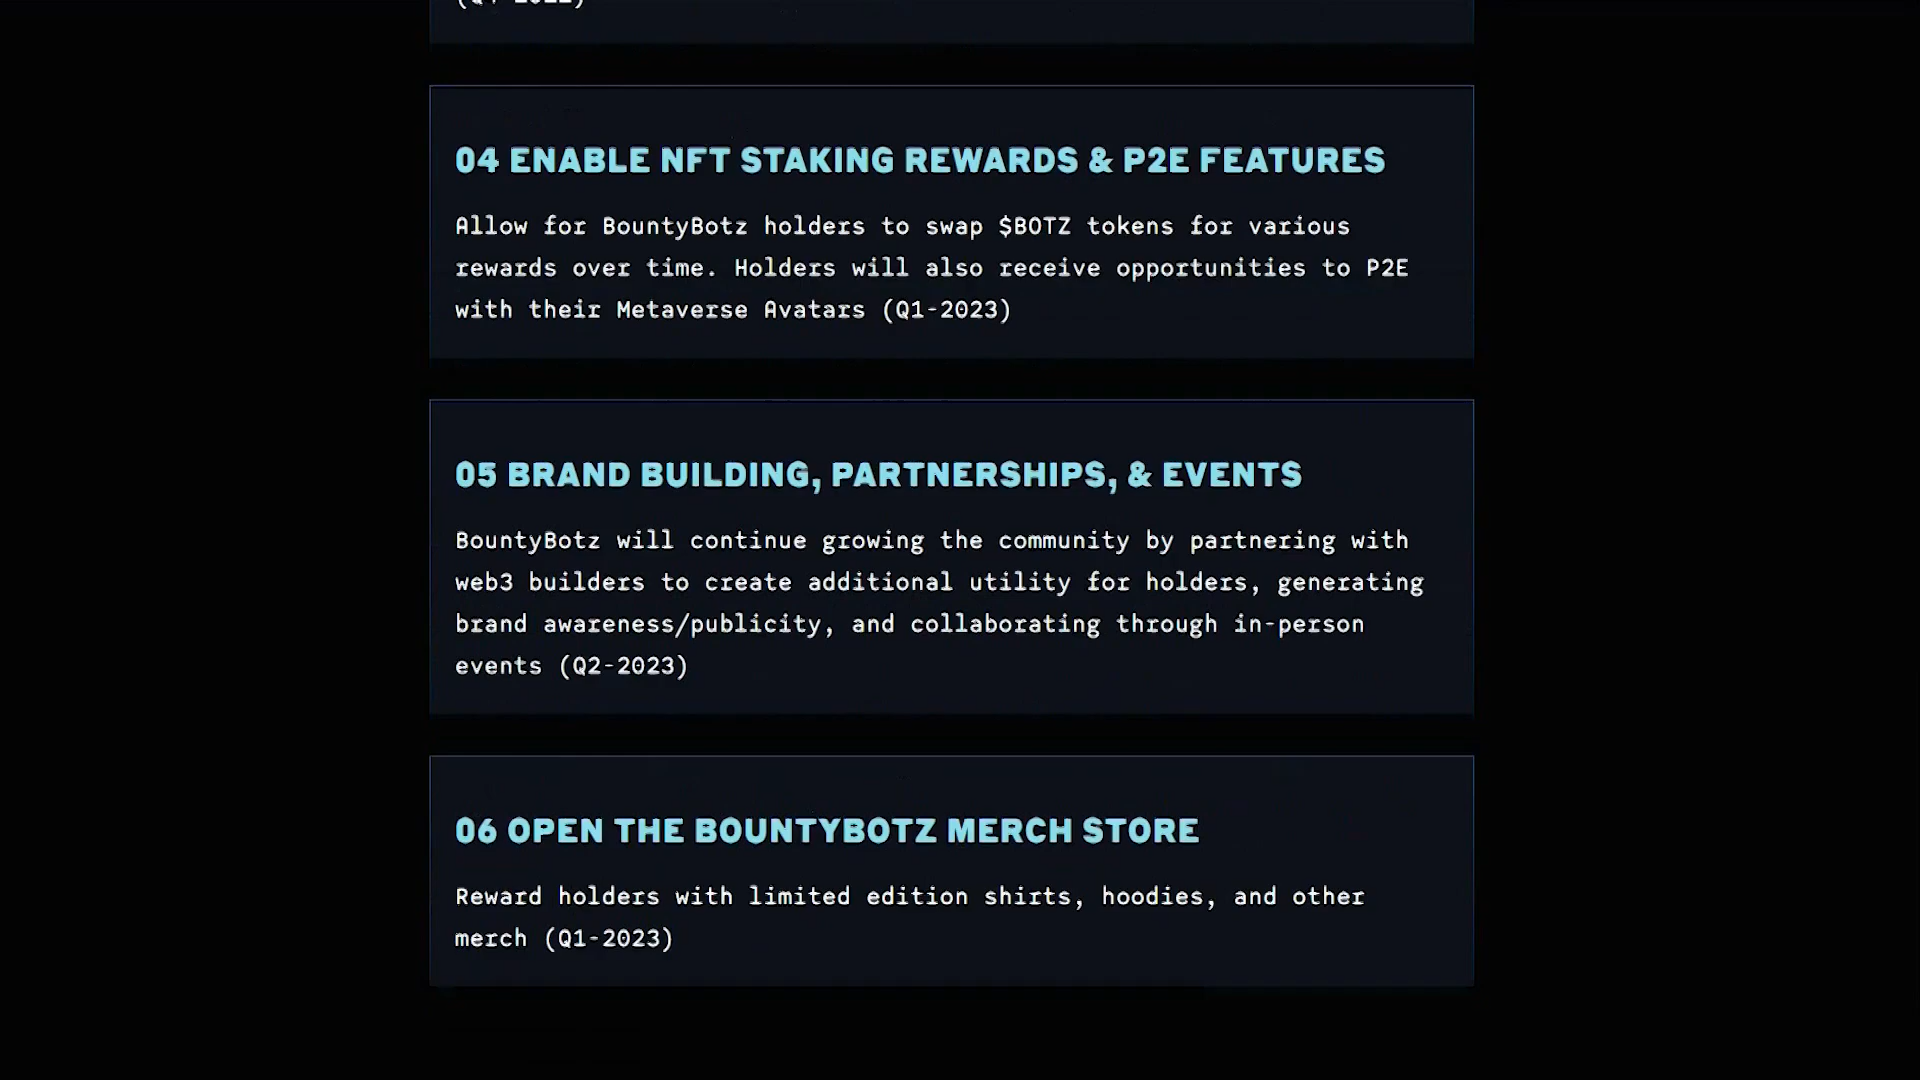 04 ENABLE NFT STAKING REWARDS & P2E FEATURES
Allow for BountyBotz holders to swap $BOTZ tokens for various
rewards over time. Holders will also receive opportunities to P2E
with their Metaverse Avatars (Q1-2023)
05 BRAND BUILDING, PARTNERSHIPS, & EVENTS
BountyBotz will continue growing the community by partnering with
web3 builders to create additional utility for holders, generating
brand awareness/publicity, and collaborating through in-person
events (Q2-2023)
06 OPEN THE BOUNTYBOTZ MERCH STORE
Reward holders with limited edition shirts, hoodies, and other
merch (Q1-2023)